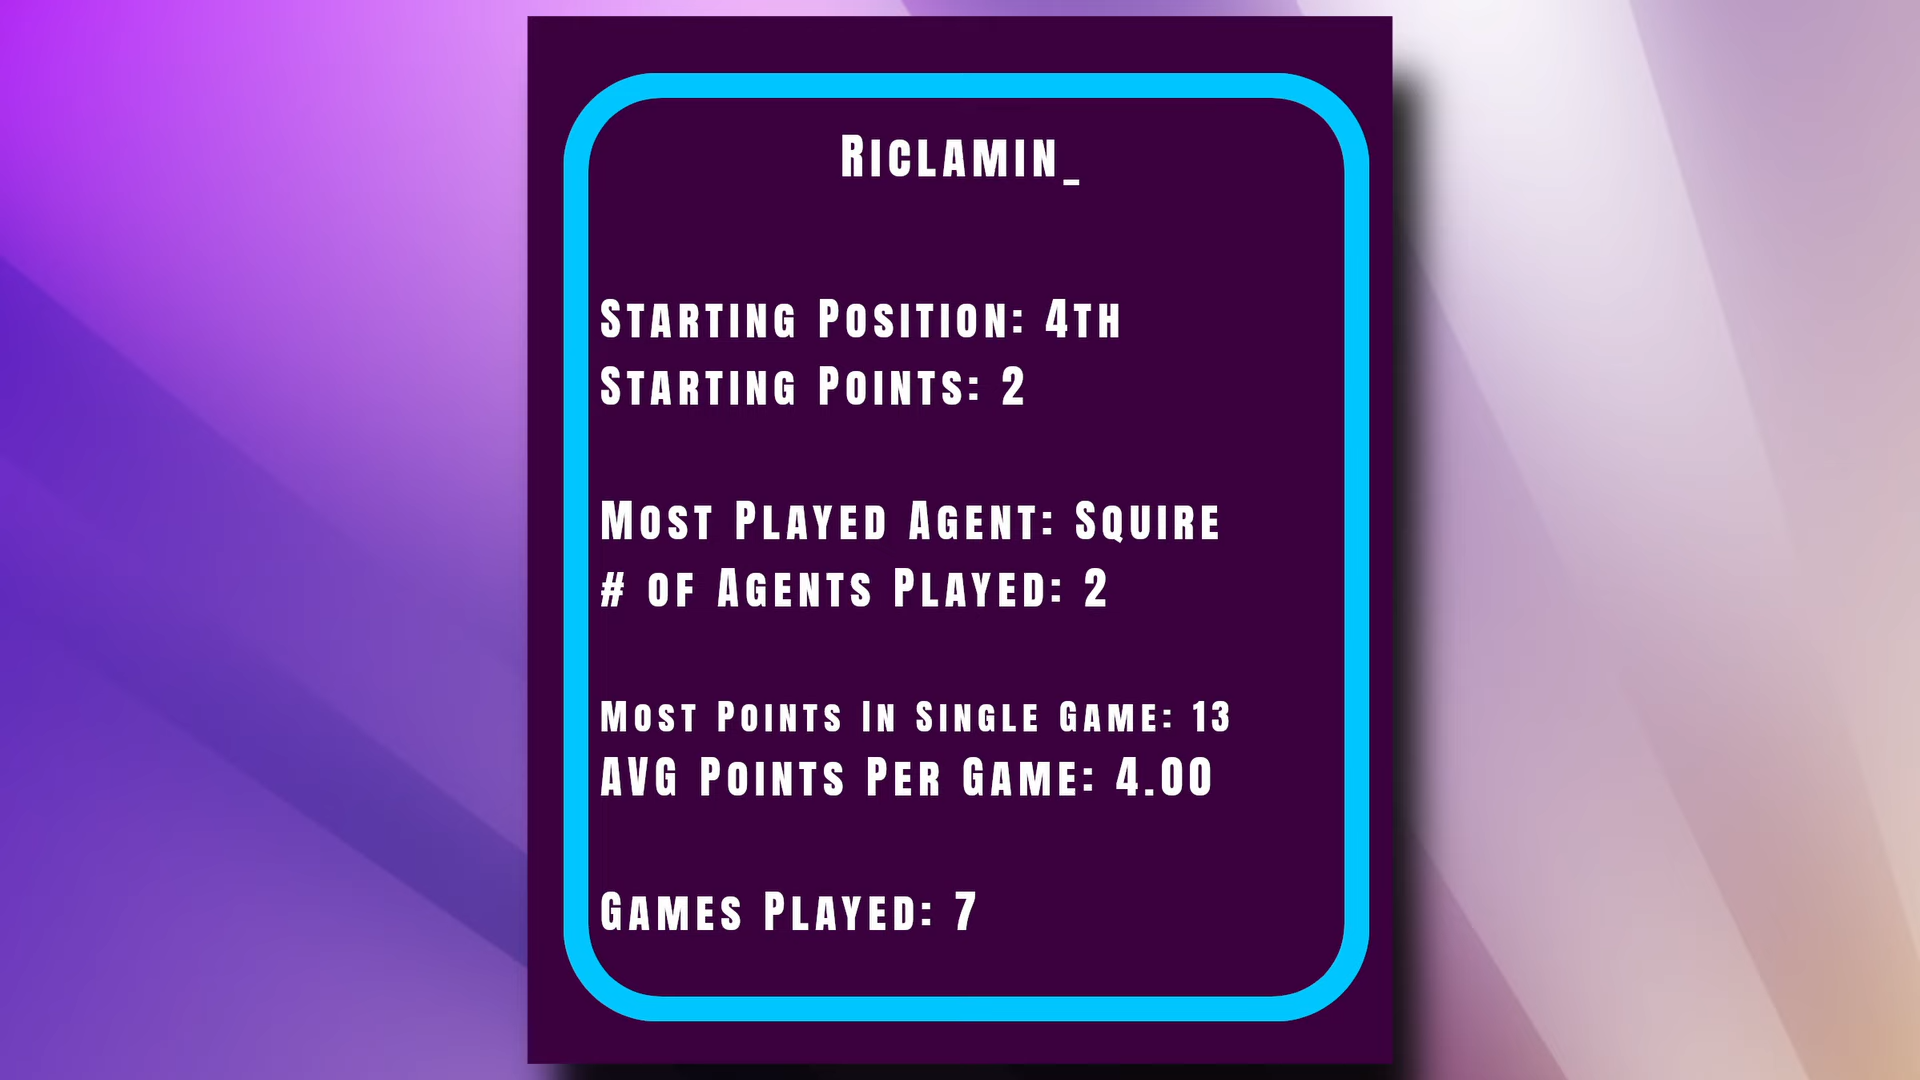 Riclamin_
Starting Position: 4th
Starting Points: 2
Most Played Agent: Squire
# of Agents Played: 2
Most Points In Single Game: 13
AVG Points Per Game: 4.00
Games Played: 7